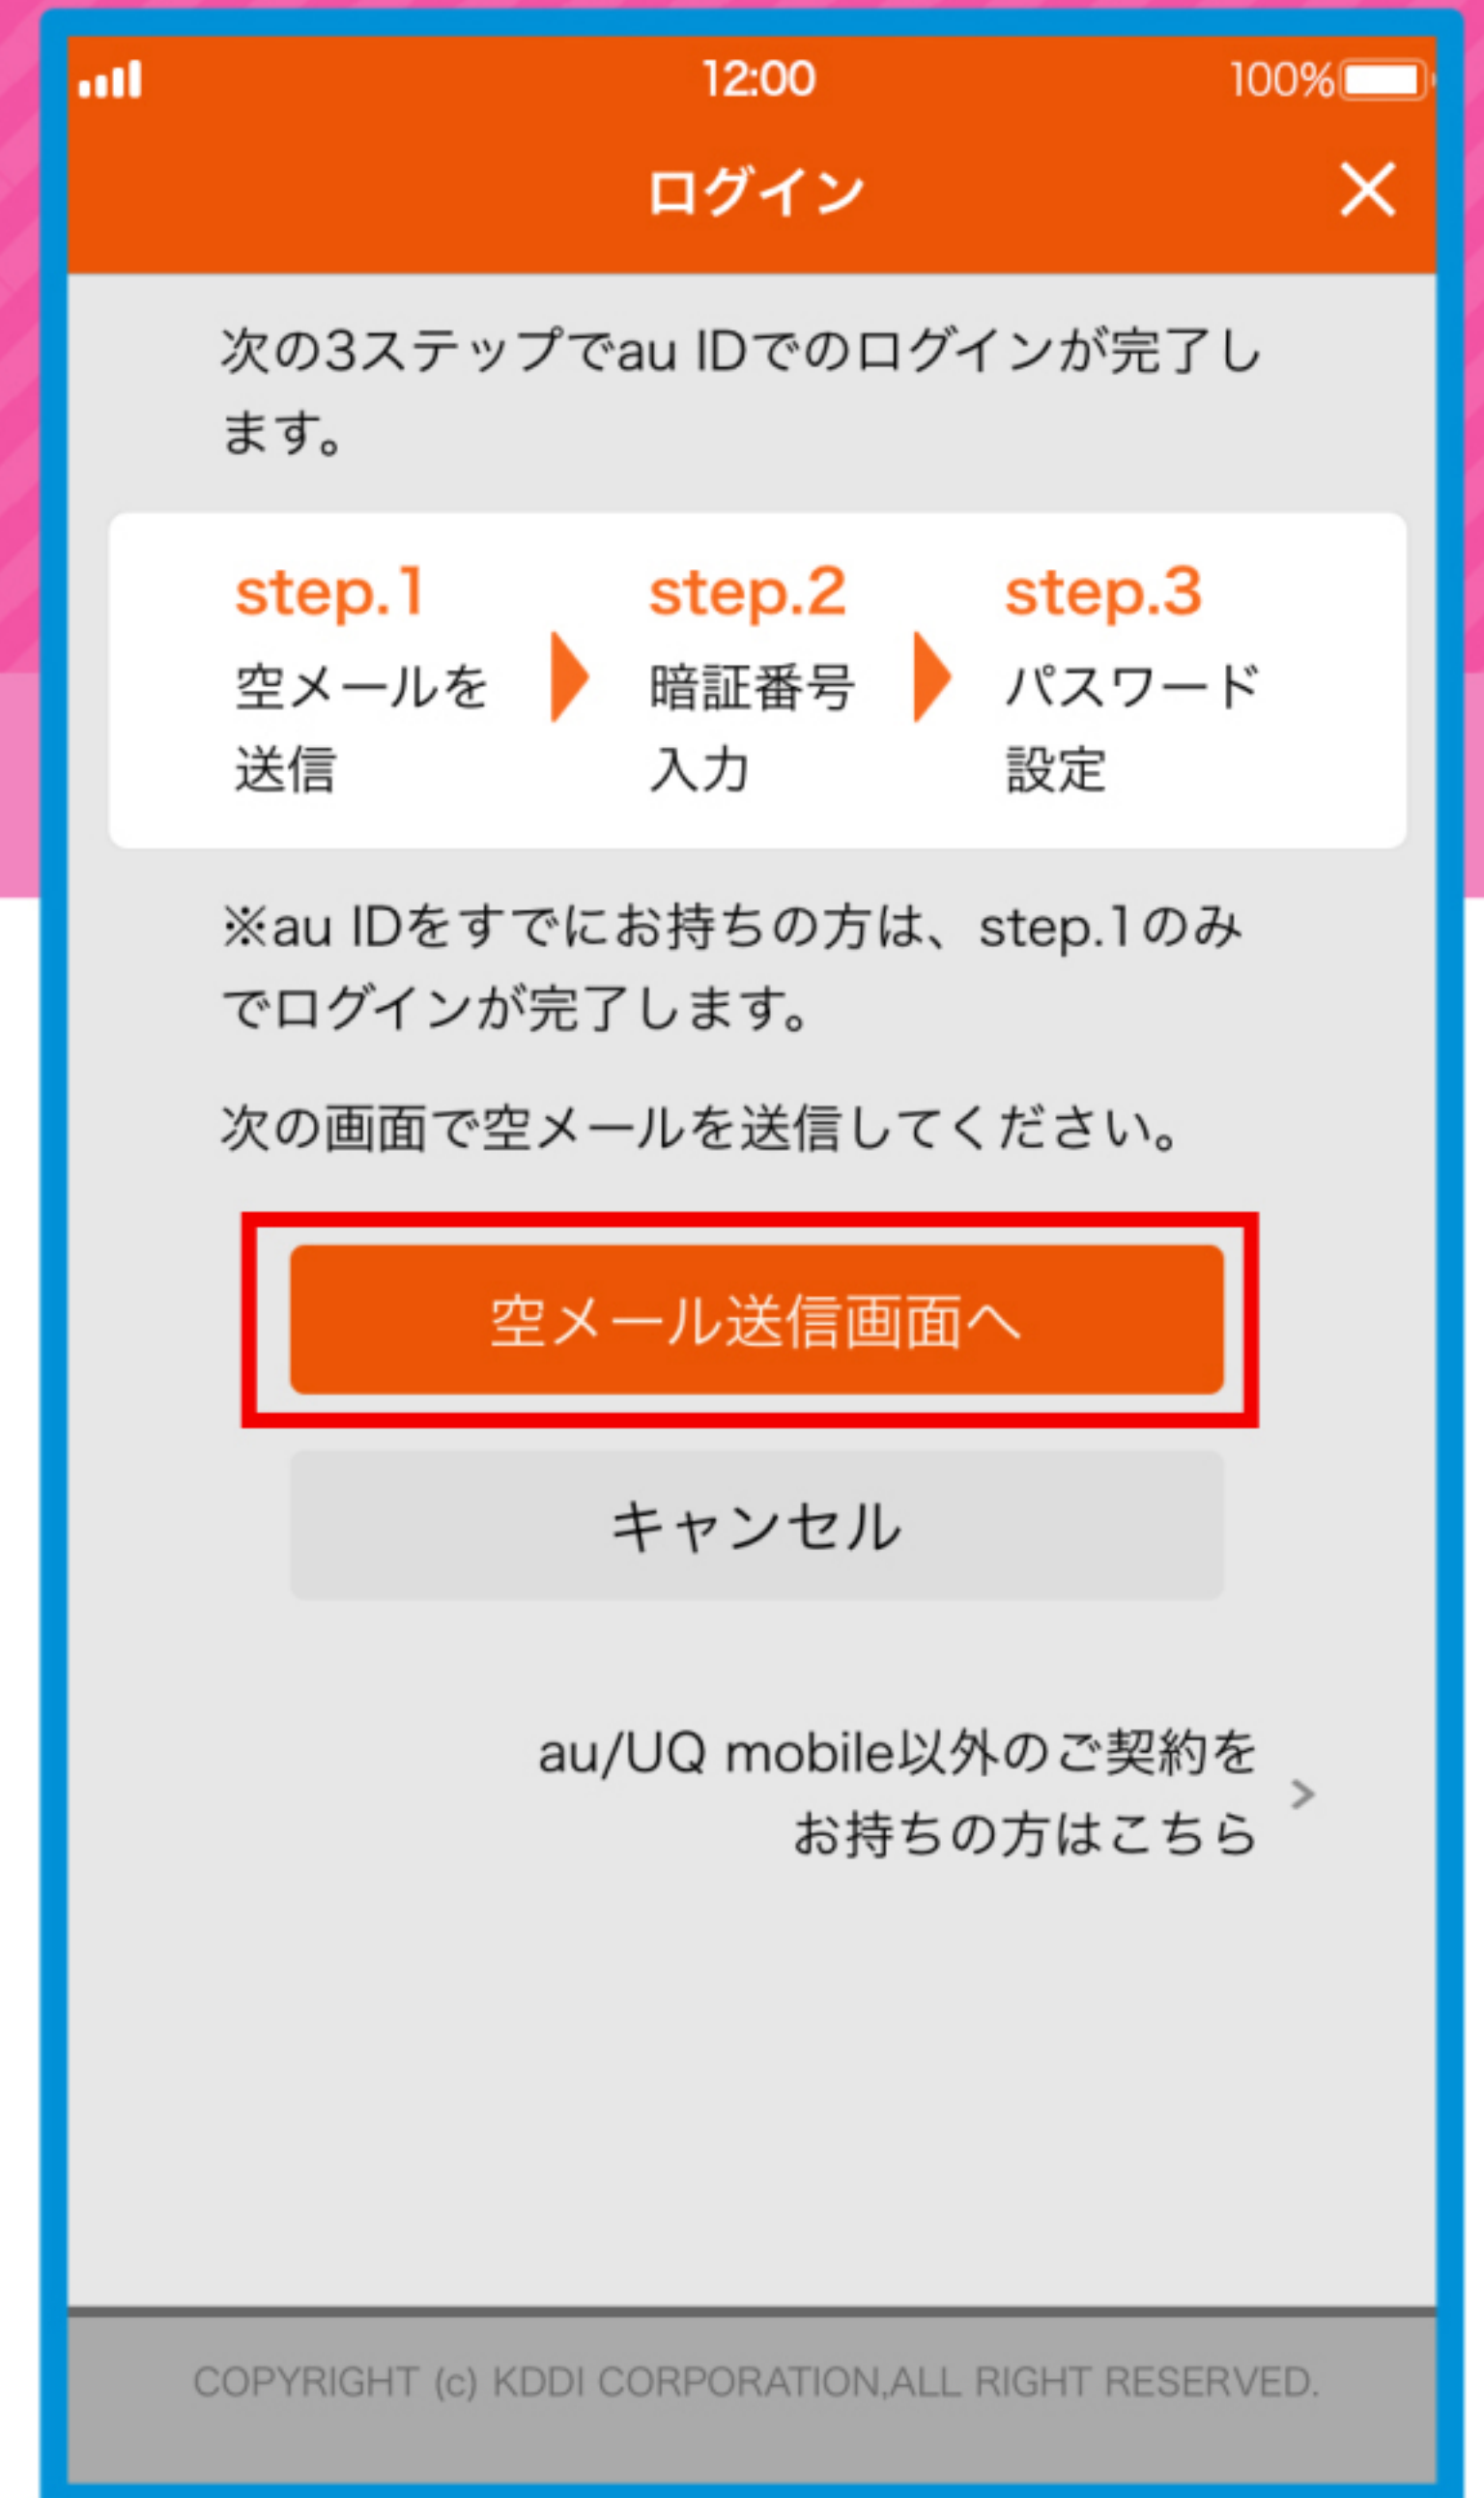 12:00
100%
ログイン
次の3ステップでau IDでのログインが完了し
ます。
step.1
空メールを
送信
step.2
暗証番号
入力
step.3
パスワード
設定
※au IDをすでにお持ちの方は、step.1のみ
でログインが完了します。
次の画面で空メールを送信してください。
空メール送信画面へ
キャンセル
au/UQ mobile以外のご契約を
お持ちの方はこちら
COPYRIGHT (c) KDDI CORPORATION,ALL RIGHT RESERVED.